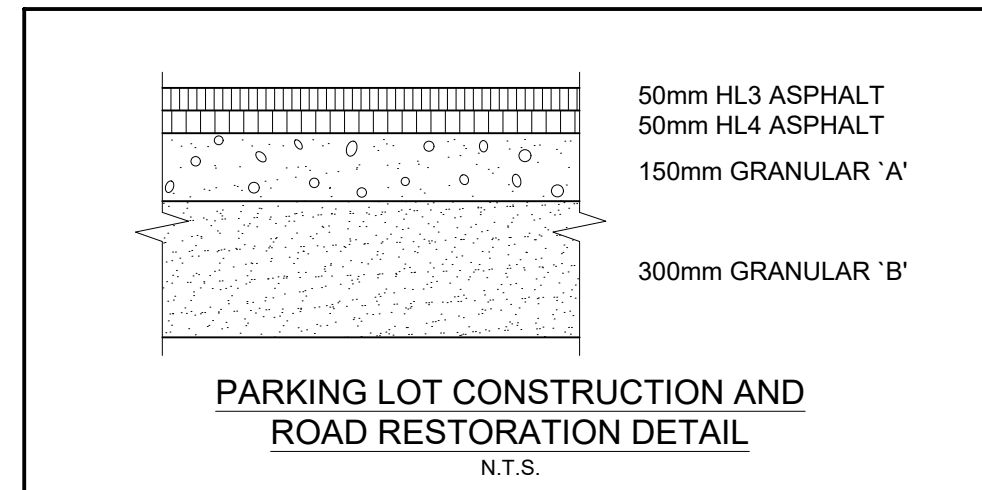 50mm HL3 ASPHALT
50mm HL4 ASPHALT
150mm GRANULAR `A'
300mm GRANULAR `B'
PARKING LOT CONSTRUCTION AND
ROAD RESTORATION DETAIL
N.T.S.